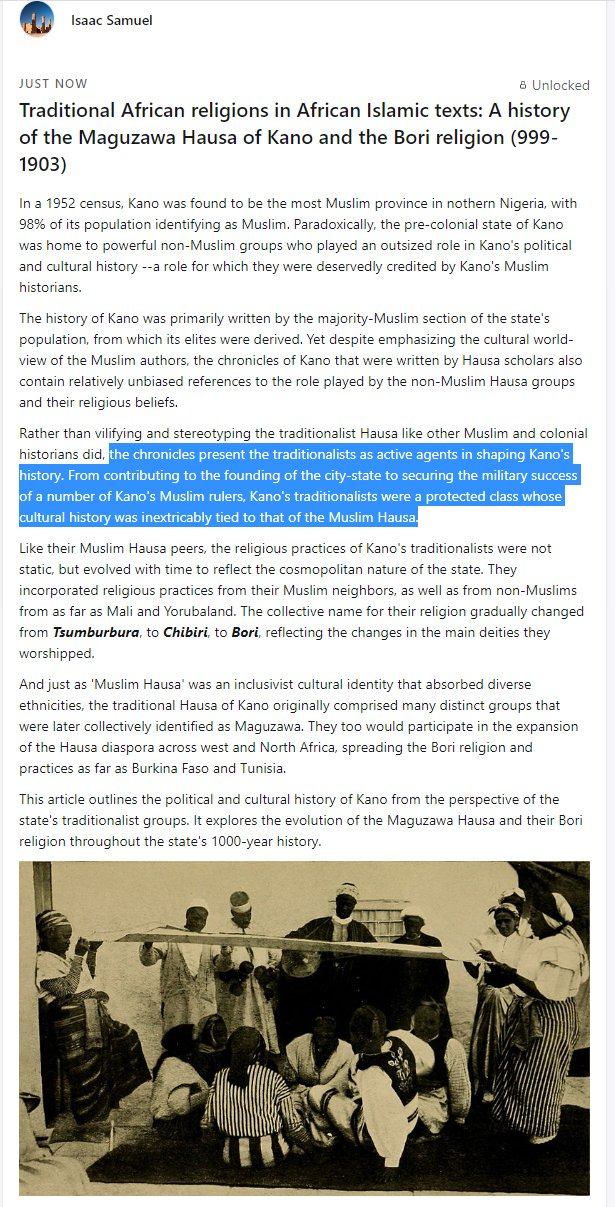 Isaac Samuel
JUST NOW
Unlocked
Traditional African religions in African Islamic texts: A history
of the Maguzawa Hausa of Kano and the Bori religion (999-
1903)
In a 1952 census, Kano was found to be the most Muslim province in nothern Nigeria, with
98% of its population identifying as Muslim. Paradoxically, the pre-colonial state of Kano
was home to powerful non-Muslim groups who played an outsized role in Kano's political
and cultural history --a role for which they were deservedly credited by Kano's Muslim
historians.
The history of Kano was primarily written by the majority-Muslim section of the state's
population, from which its elites were derived. Yet despite emphasizing the cultural world-
view of the Muslim authors, the chronicles of Kano that were written by Hausa scholars also
contain relatively unbiased references to the role played by the non-Muslim Hausa groups
and their religious beliefs.
Rather than vilifying and stereotyping the traditionalist Hausa like other Muslim and colonial
historians did, the chronicles present the traditionalists as active agents in shaping Kano's
history. From contributing to the founding of the city-state to securing the military success
of a number of Kano's Muslim rulers, Kano's traditionalists were a protected class whose
cultural history was inextricably tied to that of the Muslim Hausa.
Like their Muslim Hausa peers, the religious practices of Kano's traditionalists were not
static, but evolved with time to reflect the cosmopolitan nature of the state. They
incorporated religious practices from their Muslim neighbors, as well as from non-Muslims
from as far as Mali and Yorubaland. The collective name for their religion gradually changed
from Tsumburbura, to Chibiri, to Bori, reflecting the changes in the main deities they
worshipped.
And just as 'Muslim Hausa' was an inclusivist cultural identity that absorbed diverse
ethnicities, the traditional Hausa of Kano originally comprised many distinct groups that
were later collectively identified as Maguzawa. They too would participate in the expansion
of the Hausa diaspora across west and North Africa, spreading the Bori religion and
practices as far as Burkina Faso and Tunisia.
This article outlines the political and cultural history of Kano from the perspective of the
state's traditionalist groups. It explores the evolution of the Maguzawa Hausa and their Bori
religion throughout the state's 1000-year history.